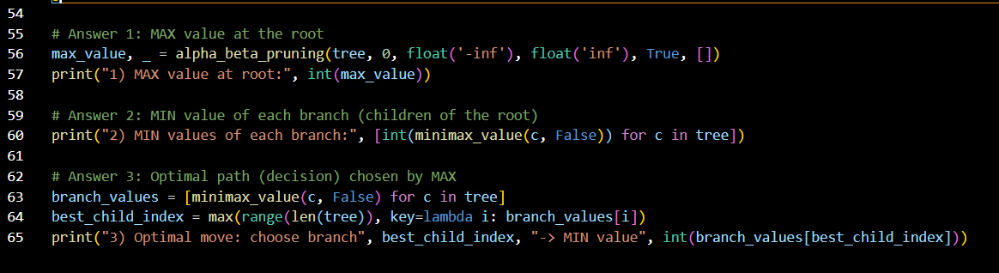 54
55 # Answer 1: MAX value at the root
56 max_value, _ = alpha_beta_pruning(tree, 0, float('-inf'), float('inf'), True, [])
57 print("1) MAX value at root:", int(max_value))
58
59 # Answer 2: MIN value of each branch (children of the root)
60 print("2) MIN values of each branch:", [int(minimax_value(c, False)) for c in tree])
61
62 # Answer 3: Optimal path (decision) chosen by MAX
63 branch_values = [minimax_value(c, False) for c in tree]
64 best_child_index = max(range(len(tree)), key=lambda i: branch_values[i])
65 print("3) Optimal move: choose branch", best_child_index, "-> MIN value", int(branch_values[best_child_index]))